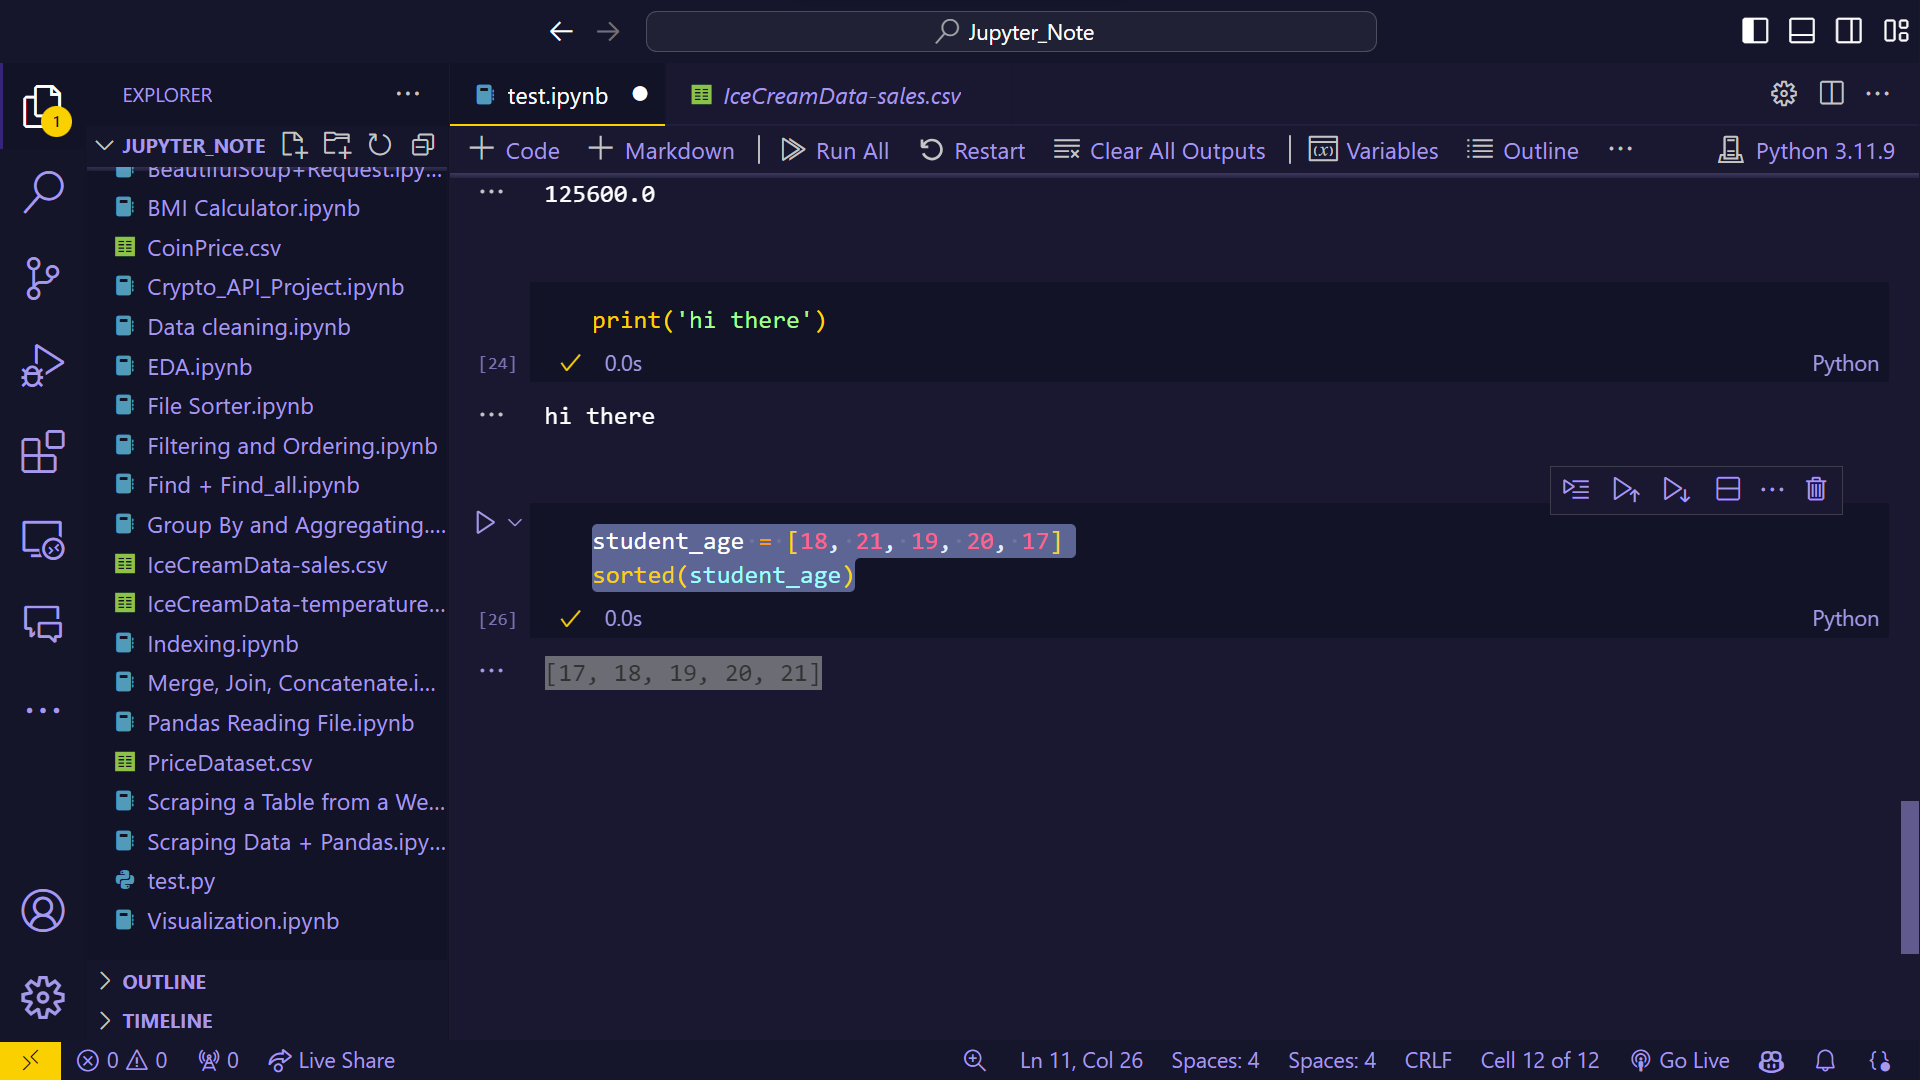 Jupyter_Note
EXPLORER
test.ipynb
IceCreamData-sales.csv
1
JUPYTER_NOTE
Code
Markdown
Run All
Restart
Clear All Outputs
Variables
Outline
Python 3.11.9
BeautifulSoup+Request.ipy...
BMI Calculator.ipynb
CoinPrice.csv
Crypto_API_Project.ipynb
Data cleaning.ipynb
EDA.ipynb
File Sorter.ipynb
Filtering and Ordering.ipynb
Find + Find_all.ipynb
Group By and Aggregating....
IceCreamData-sales.csv
IceCreamData-temperature...
Indexing.ipynb
Merge, Join, Concatenate.i...
Pandas Reading File.ipynb
PriceDataset.csv
Scraping a Table from a We...
Scraping Data + Pandas.ipy...
test.py
Visualization.ipynb
OUTLINE
TIMELINE
125600.0
print('hi there')
[24]
0.0s
Python
hi there
student_age = [18, 21, 19, 20, 17]
sorted(student_age)
[26]
0.0s
Python
[17, 18, 19, 20, 21]
0
0
0
Live Share
Ln 11, Col 26
Spaces: 4
Spaces: 4
CRLF
Cell 12 of 12
Go Live